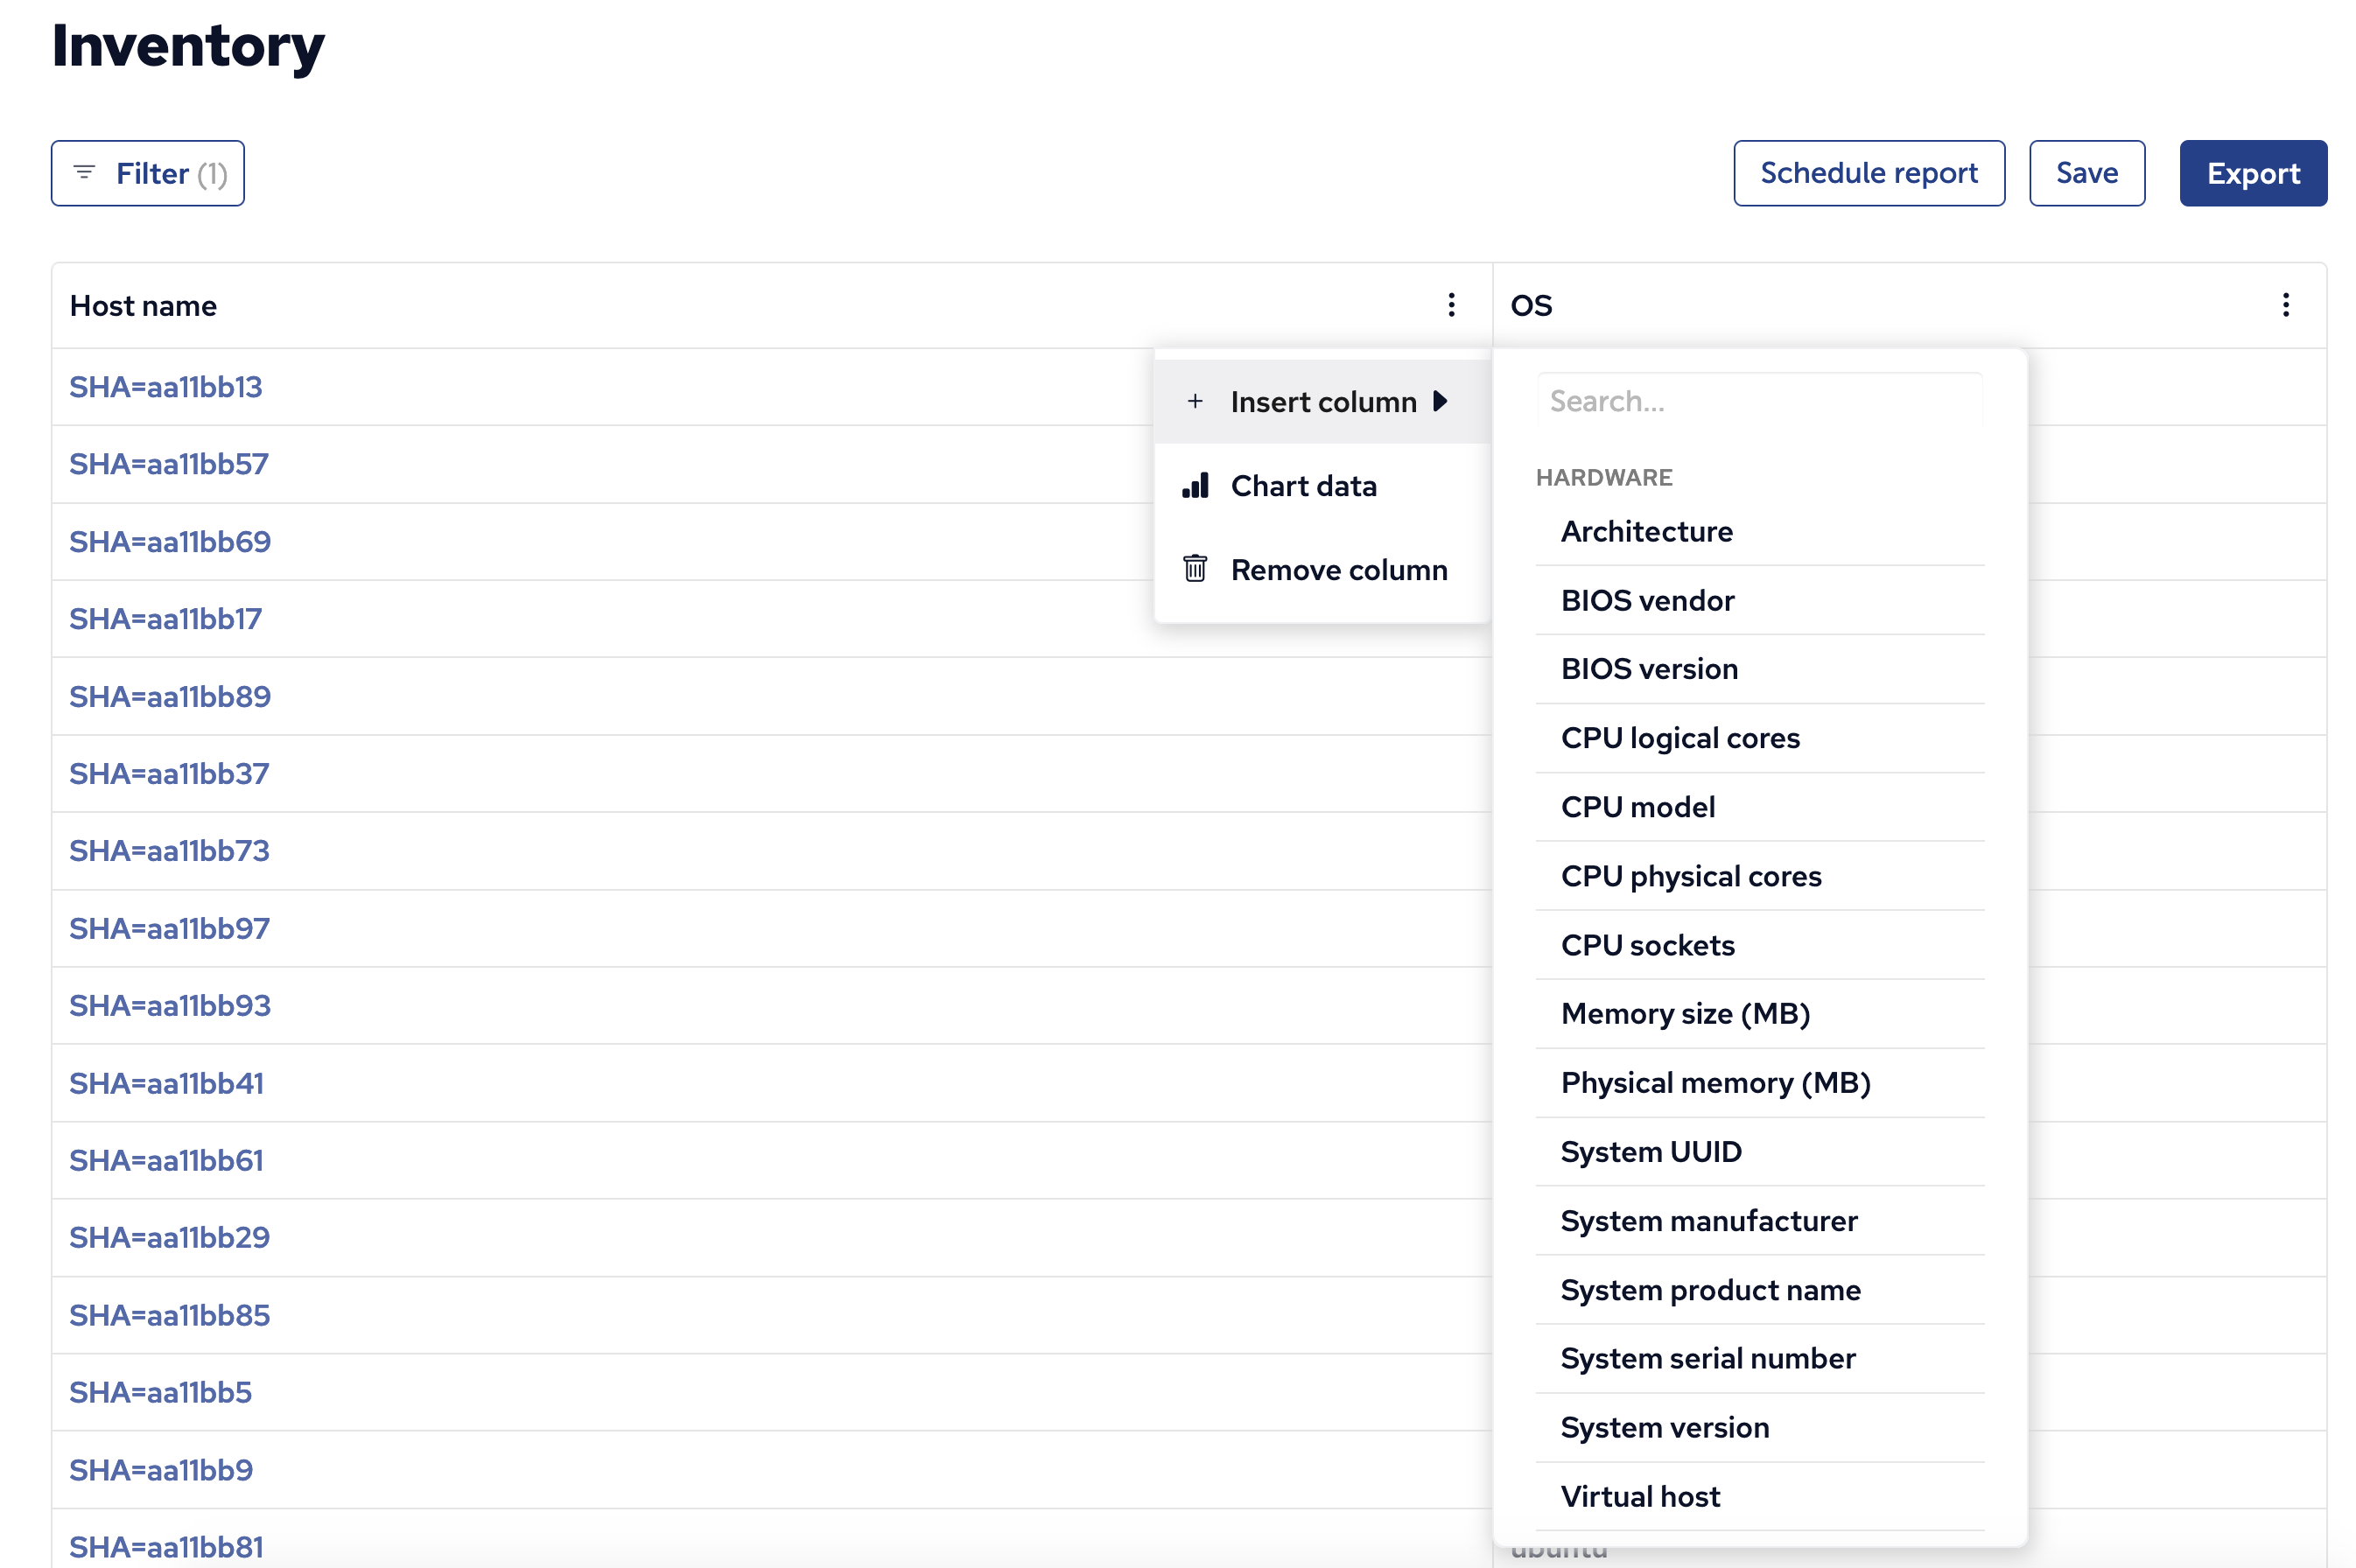 Inventory
Filter (1)
Schedule report
Save
Export
Host name
OS
SHA=aa11bb13
SHA=aa11bb57
SHA=aa11bb69
SHA=aa11bb17
SHA=aa11bb89
SHA=aa11bb37
SHA=aa11bb73
SHA=aa11bb97
SHA=aa11bb93
SHA=aa11bb41
SHA=aa11bb61
SHA=aa11bb29
SHA=aa11bb85
SHA=aa11bb5
SHA=aa11bb9
SHA=aa11bb81
Insert column
Chart data
Remove column
Search...
HARDWARE
Architecture
BIOS vendor
BIOS version
CPU logical cores
CPU model
CPU physical cores
CPU sockets
Memory size (MB)
Physical memory (MB)
System UUID
System manufacturer
System product name
System serial number
System version
Virtual host
ubuntu